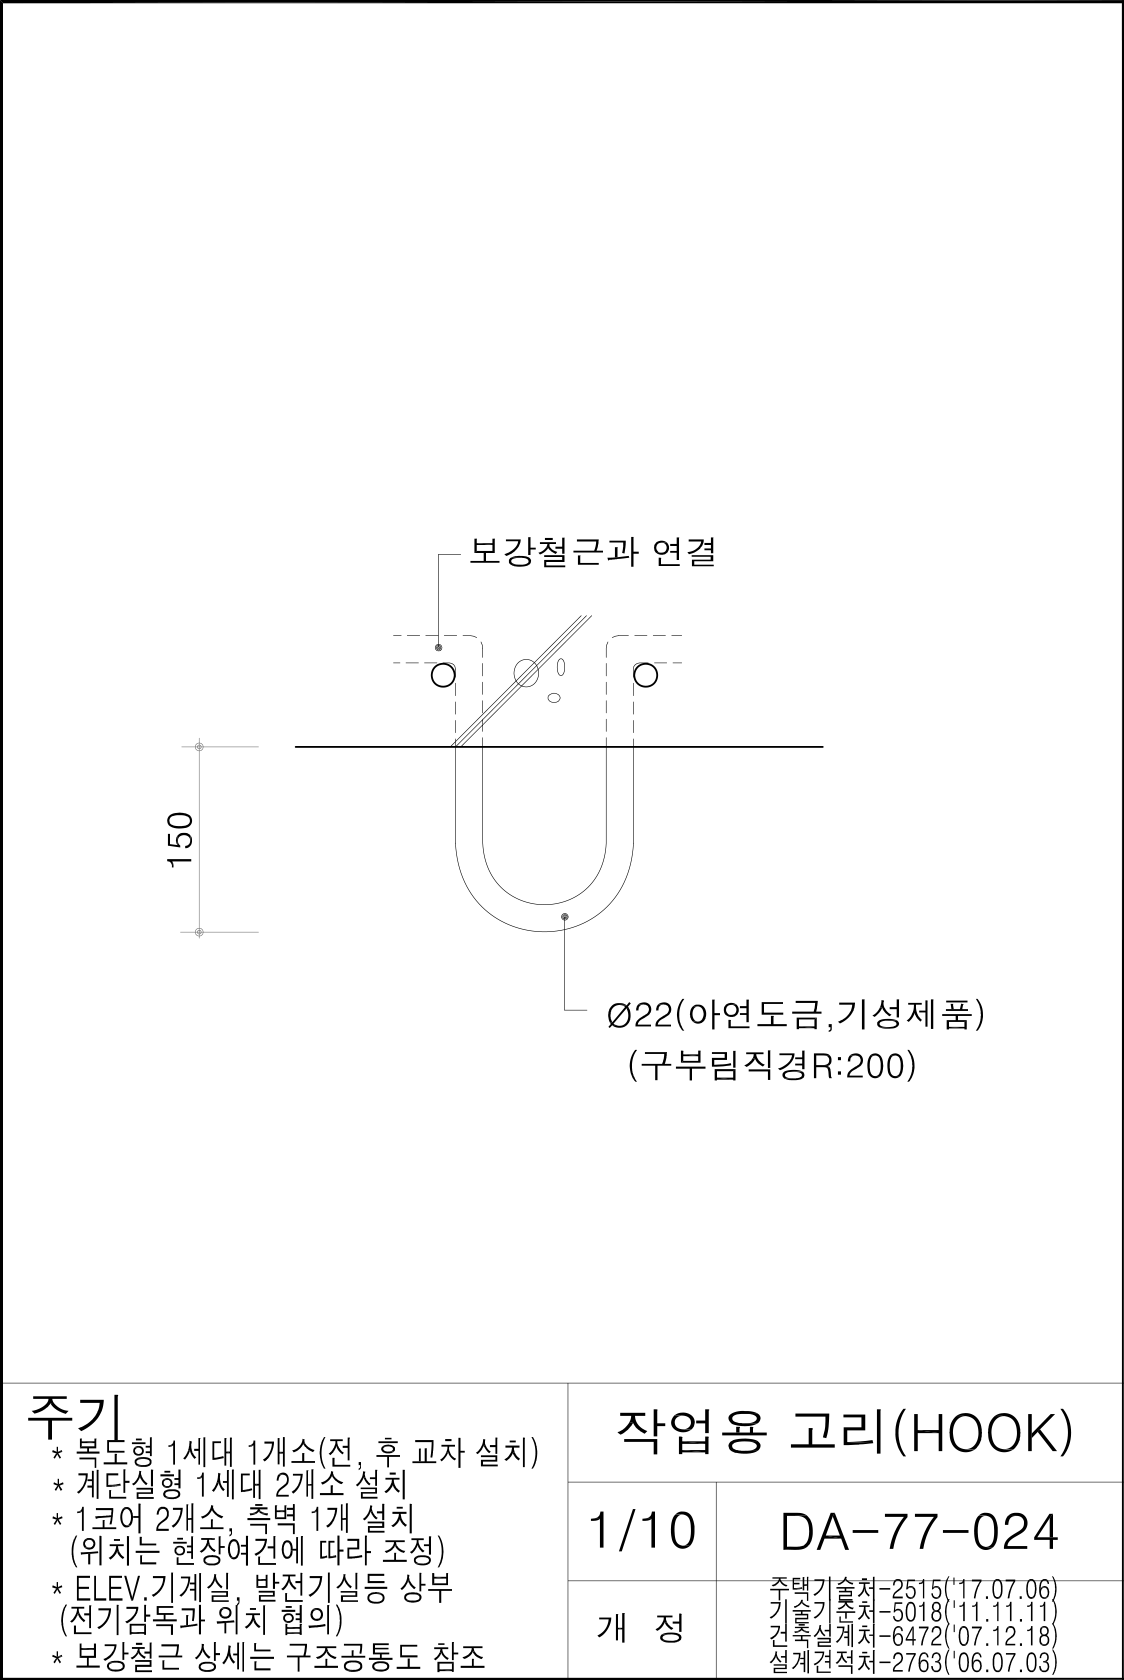 보강철근과 연결
150
Ø22(아연도금,기성제품)
(구부림직경R:200)
주기
* 복도형 1세대 1개소(전, 후 교차 설치)
* 계단실형 1세대 2개소 설치
* 1코어 2개소, 측벽 1개 설치
(위치는 현장여건에 따라 조정)
* ELEV.기계실, 발전기실등 상부
(전기감독과 위치 협의)
* 보강철근 상세는 구조공통도 참조
작업용 고리(HOOK)
1/10
DA-77-024
개 정
주택기술처-2515('17.07.06)
기술기준처-5018('11.11.11)
건축설계처-6472('07.12.18)
설계견적처-2763('06.07.03)